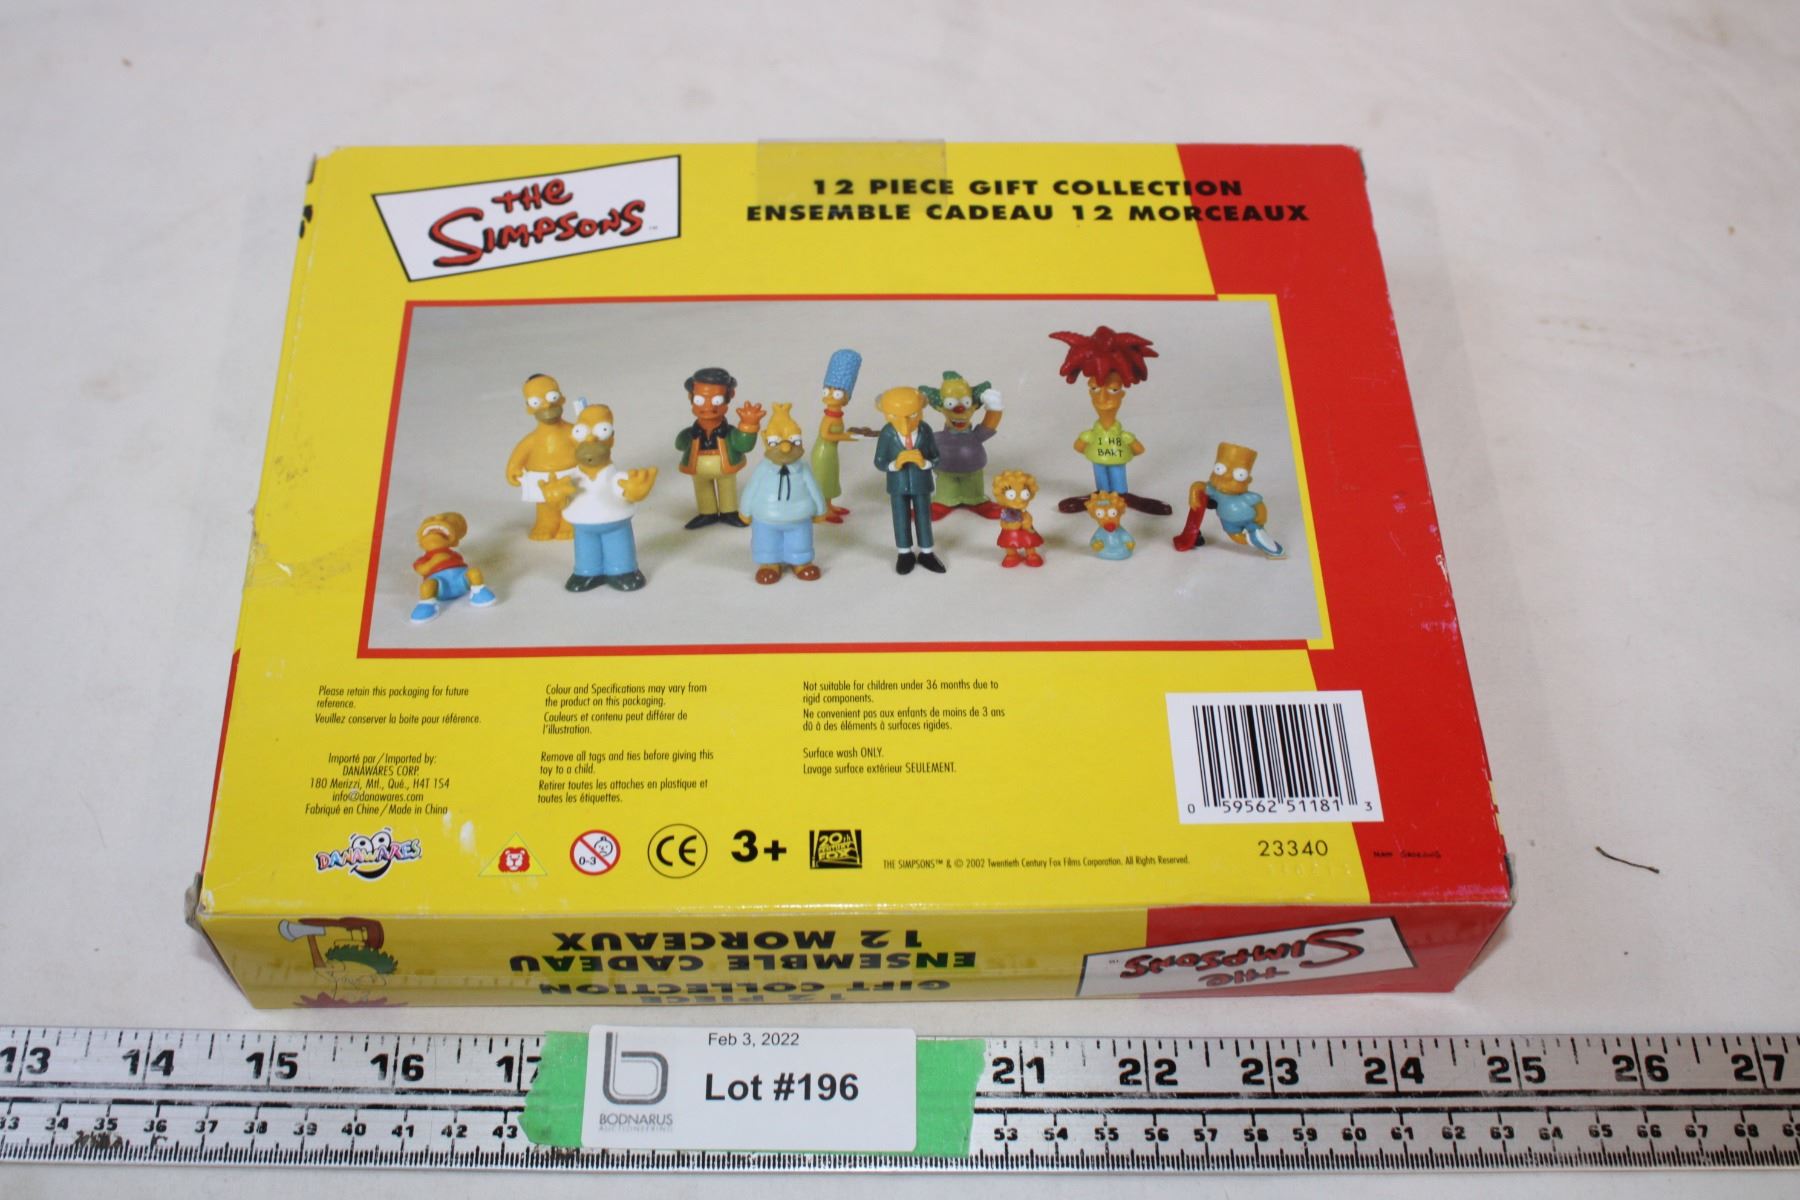 THE
SIMPSONS
12 PIECE GIFT COLLECTION
ENSEMBLE CADEAU 12 MORCEAUX
I H8
BART
Please retain this packaging for future
reference.
Veuillez conserver la boite pour référence.
Importé par/Imported by:
DANAWARES CORP.
180 Merizzi, Mtl., Qué., H4T 1S4
info@danawares.com
Fabriqué en Chine/Made in China
Colour and Specifications may vary from
the product on this packaging.
Couleurs et contenu peut différer de
l'illustration.
Remove all tags and ties before giving this
toy to a child.
Retirer toutes les attaches en plastique et
toutes les étiquettes.
Not suitable for children under 36 months due to
rigid components.
Ne convenient pas aux enfants de moins de 3 ans
dû à des éléments à surfaces rigides.
Surface wash ONLY.
Lavage surface extérieur SEULEMENT.
0 59562 51181 3
DANAWARES
0-3
CE
3+
20th
CENTURY
FOX
THE SIMPSONS™ & © 2002 Twentieth Century Fox Films Corporation. All Rights Reserved.
23340
12 PIECE
GIFT COLLECTION
ENSEMBLE CADEAU
12 MORCEAUX
THE
SIMPSONS
13 14 15 16 17 21 22 23 24 25 26 27
Feb 3, 2022
Lot #196
BODNARUS
AUCTIONEERING
33 34 35 36 37 38 39 40 41 42 43 53 54 55 56 57 58 59 60 61 62 63 64 65 66 67 68